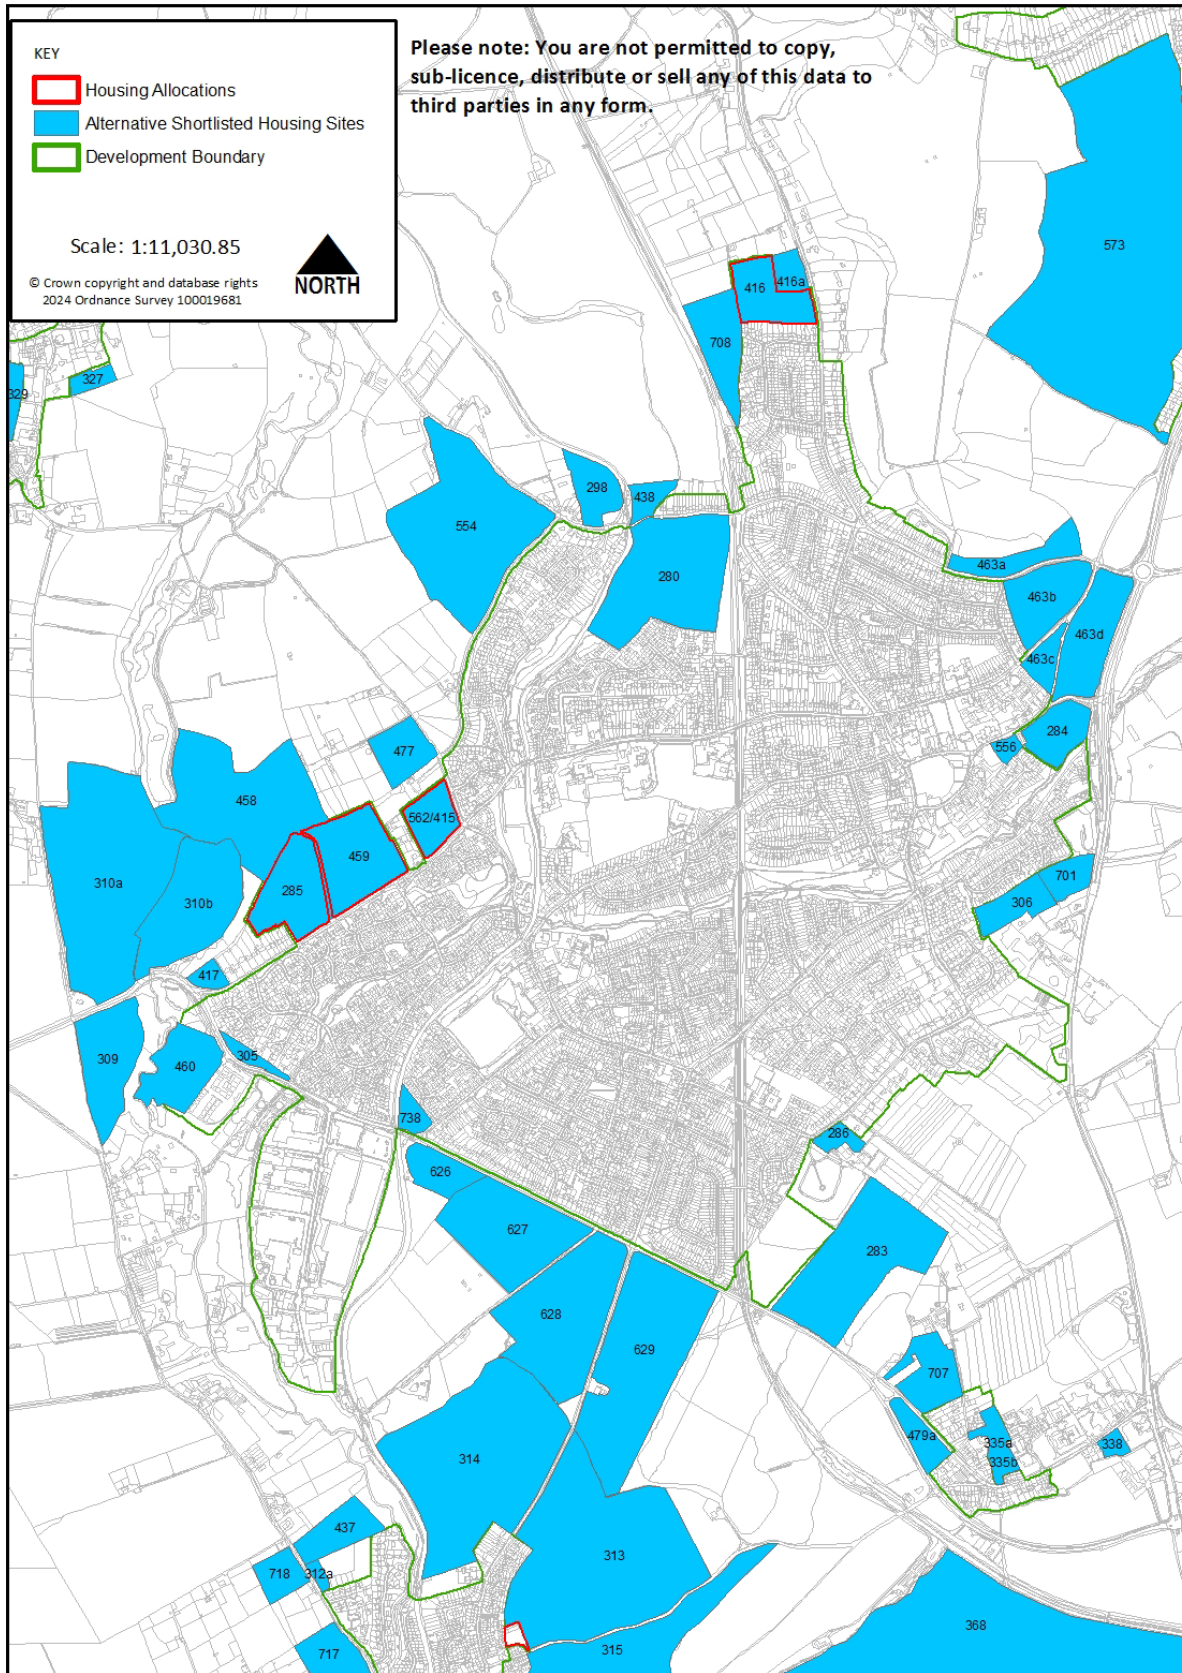 KEY
Housing Allocations
Alternative Shortlisted Housing Sites
Development Boundary
Scale: 1:11,030.85
NORTH
© Crown copyright and database rights
2024 Ordnance Survey 100019681
Please note: You are not permitted to copy,
sub-licence, distribute or sell any of this data to
third parties in any form.
573
416
416a
708
327
329
298
438
554
280
463a
463b
463c
463d
284
556
477
458
562/415
459
285
310a
310b
417
701
306
309
460
305
738
286
626
627
283
628
629
707
479a
335a
335b
338
314
437
313
718
312a
368
315
717